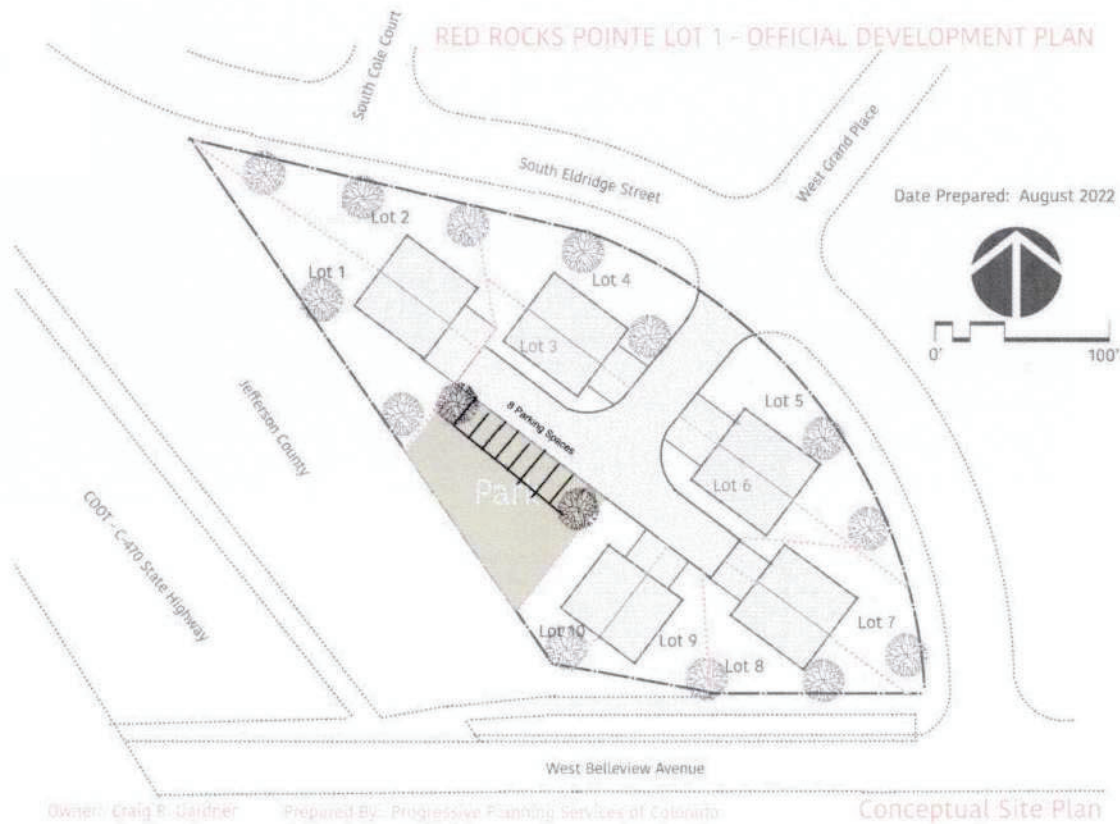 RED ROCKS POINTE LOT 1 - OFFICIAL DEVELOPMENT PLAN
South Cole Court
South Eldridge Street
West Grand Place
Date Prepared: August 2022
0' 100'
Lot 2
Lot 1
Lot 4
Lot 3
8 Parking Spaces
Lot 5
Lot 6
Park
Jefferson County
CDOT - C-470 State Highway
Lot 10
Lot 9
Lot 8
Lot 7
West Belleview Avenue
Owner: Craig R. Gardner Prepared By: Progressive Planning Services of Colorado Conceptual Site Plan